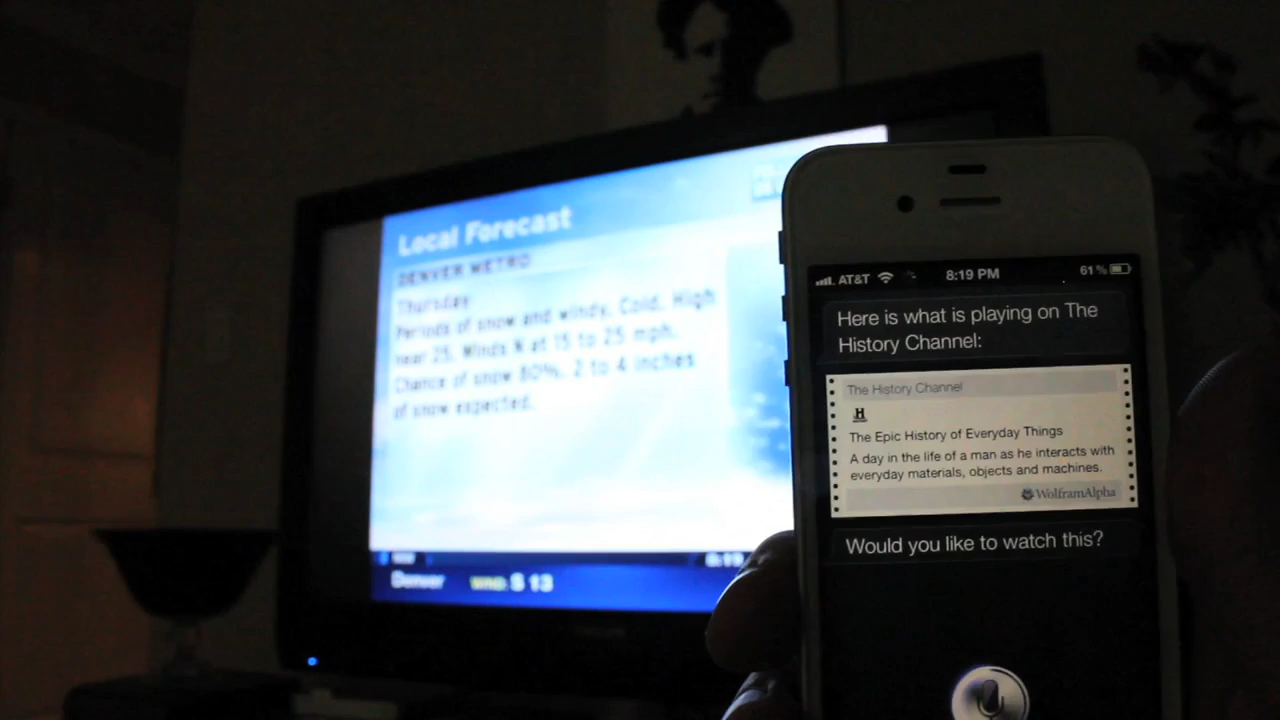 Local Forecast
DENVER METRO
Thursday
Periods of snow and windy. Cold. High
near 25. Winds N at 15 to 25 mph.
Chance of snow 80%. 2 to 4 inches
of snow expected.
Denver WIND: S 13
AT&T 8:19 PM 61%
Here is what is playing on The
History Channel:
The History Channel
H
The Epic History of Everyday Things
A day in the life of a man as he interacts with
everyday materials, objects and machines.
WolframAlpha
Would you like to watch this?